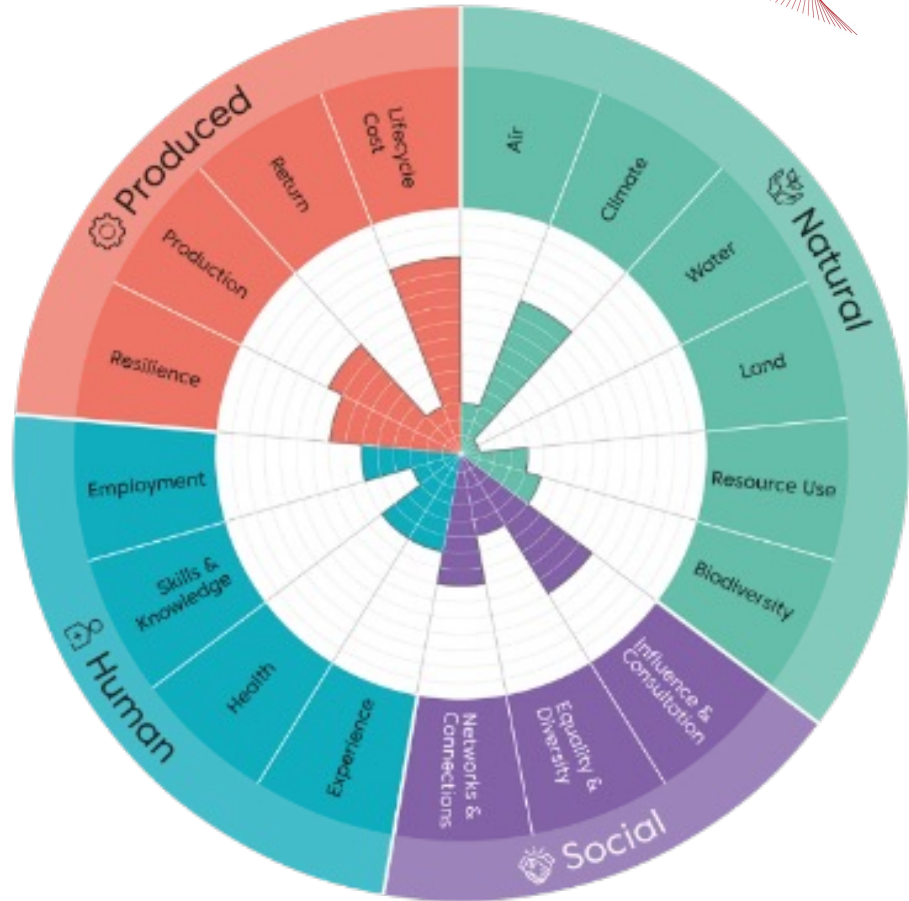 Produced
Lifecycle
Cost
Return
Production
Resilience
Natural
Air
Climate
Water
Land
Resource Use
Biodiversity
Social
Influence &
Consultation
Equality &
Diversity
Networks &
Connections
Human
Experience
Health
Skills &
Knowledge
Employment